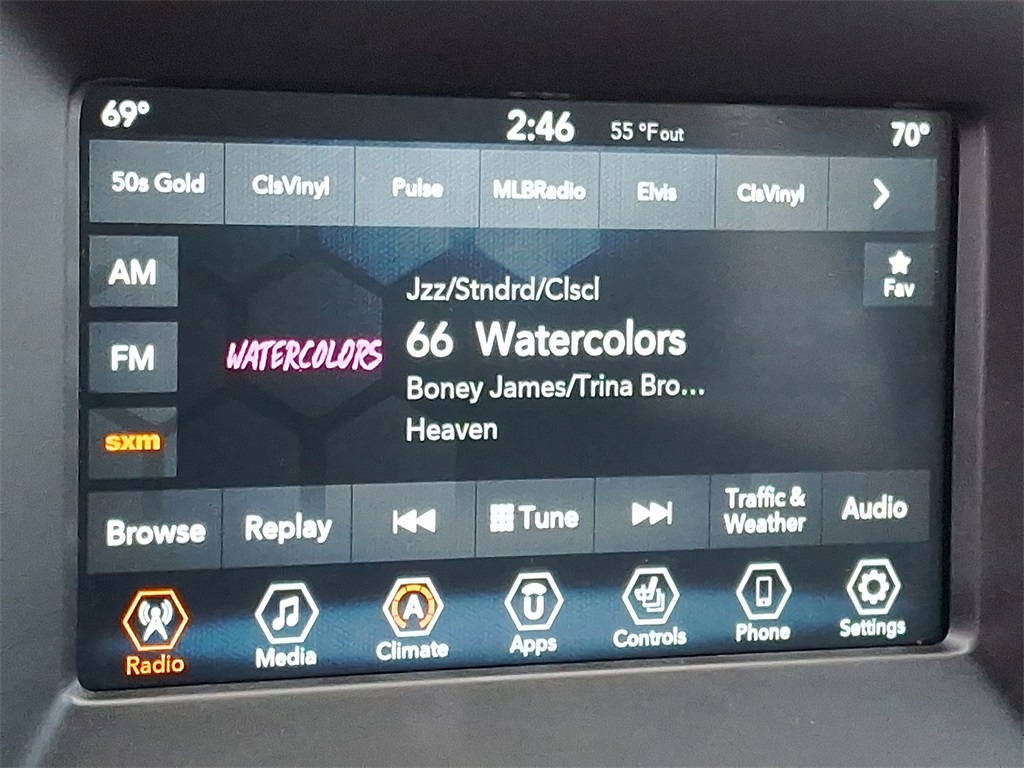 69° 2:46 55 °Fout 70°
50s Gold ClsVinyl Pulse MLBRadio Elvis ClsVinyl
AM
Fav
Jzz/Stndrd/Clscl
FM
WATERCOLORS
66 Watercolors
Boney James/Trina Bro...
Heaven
sxm
Browse Replay Tune Traffic & Audio
Weather
A U
Radio Media Climate Apps Controls Phone Settings